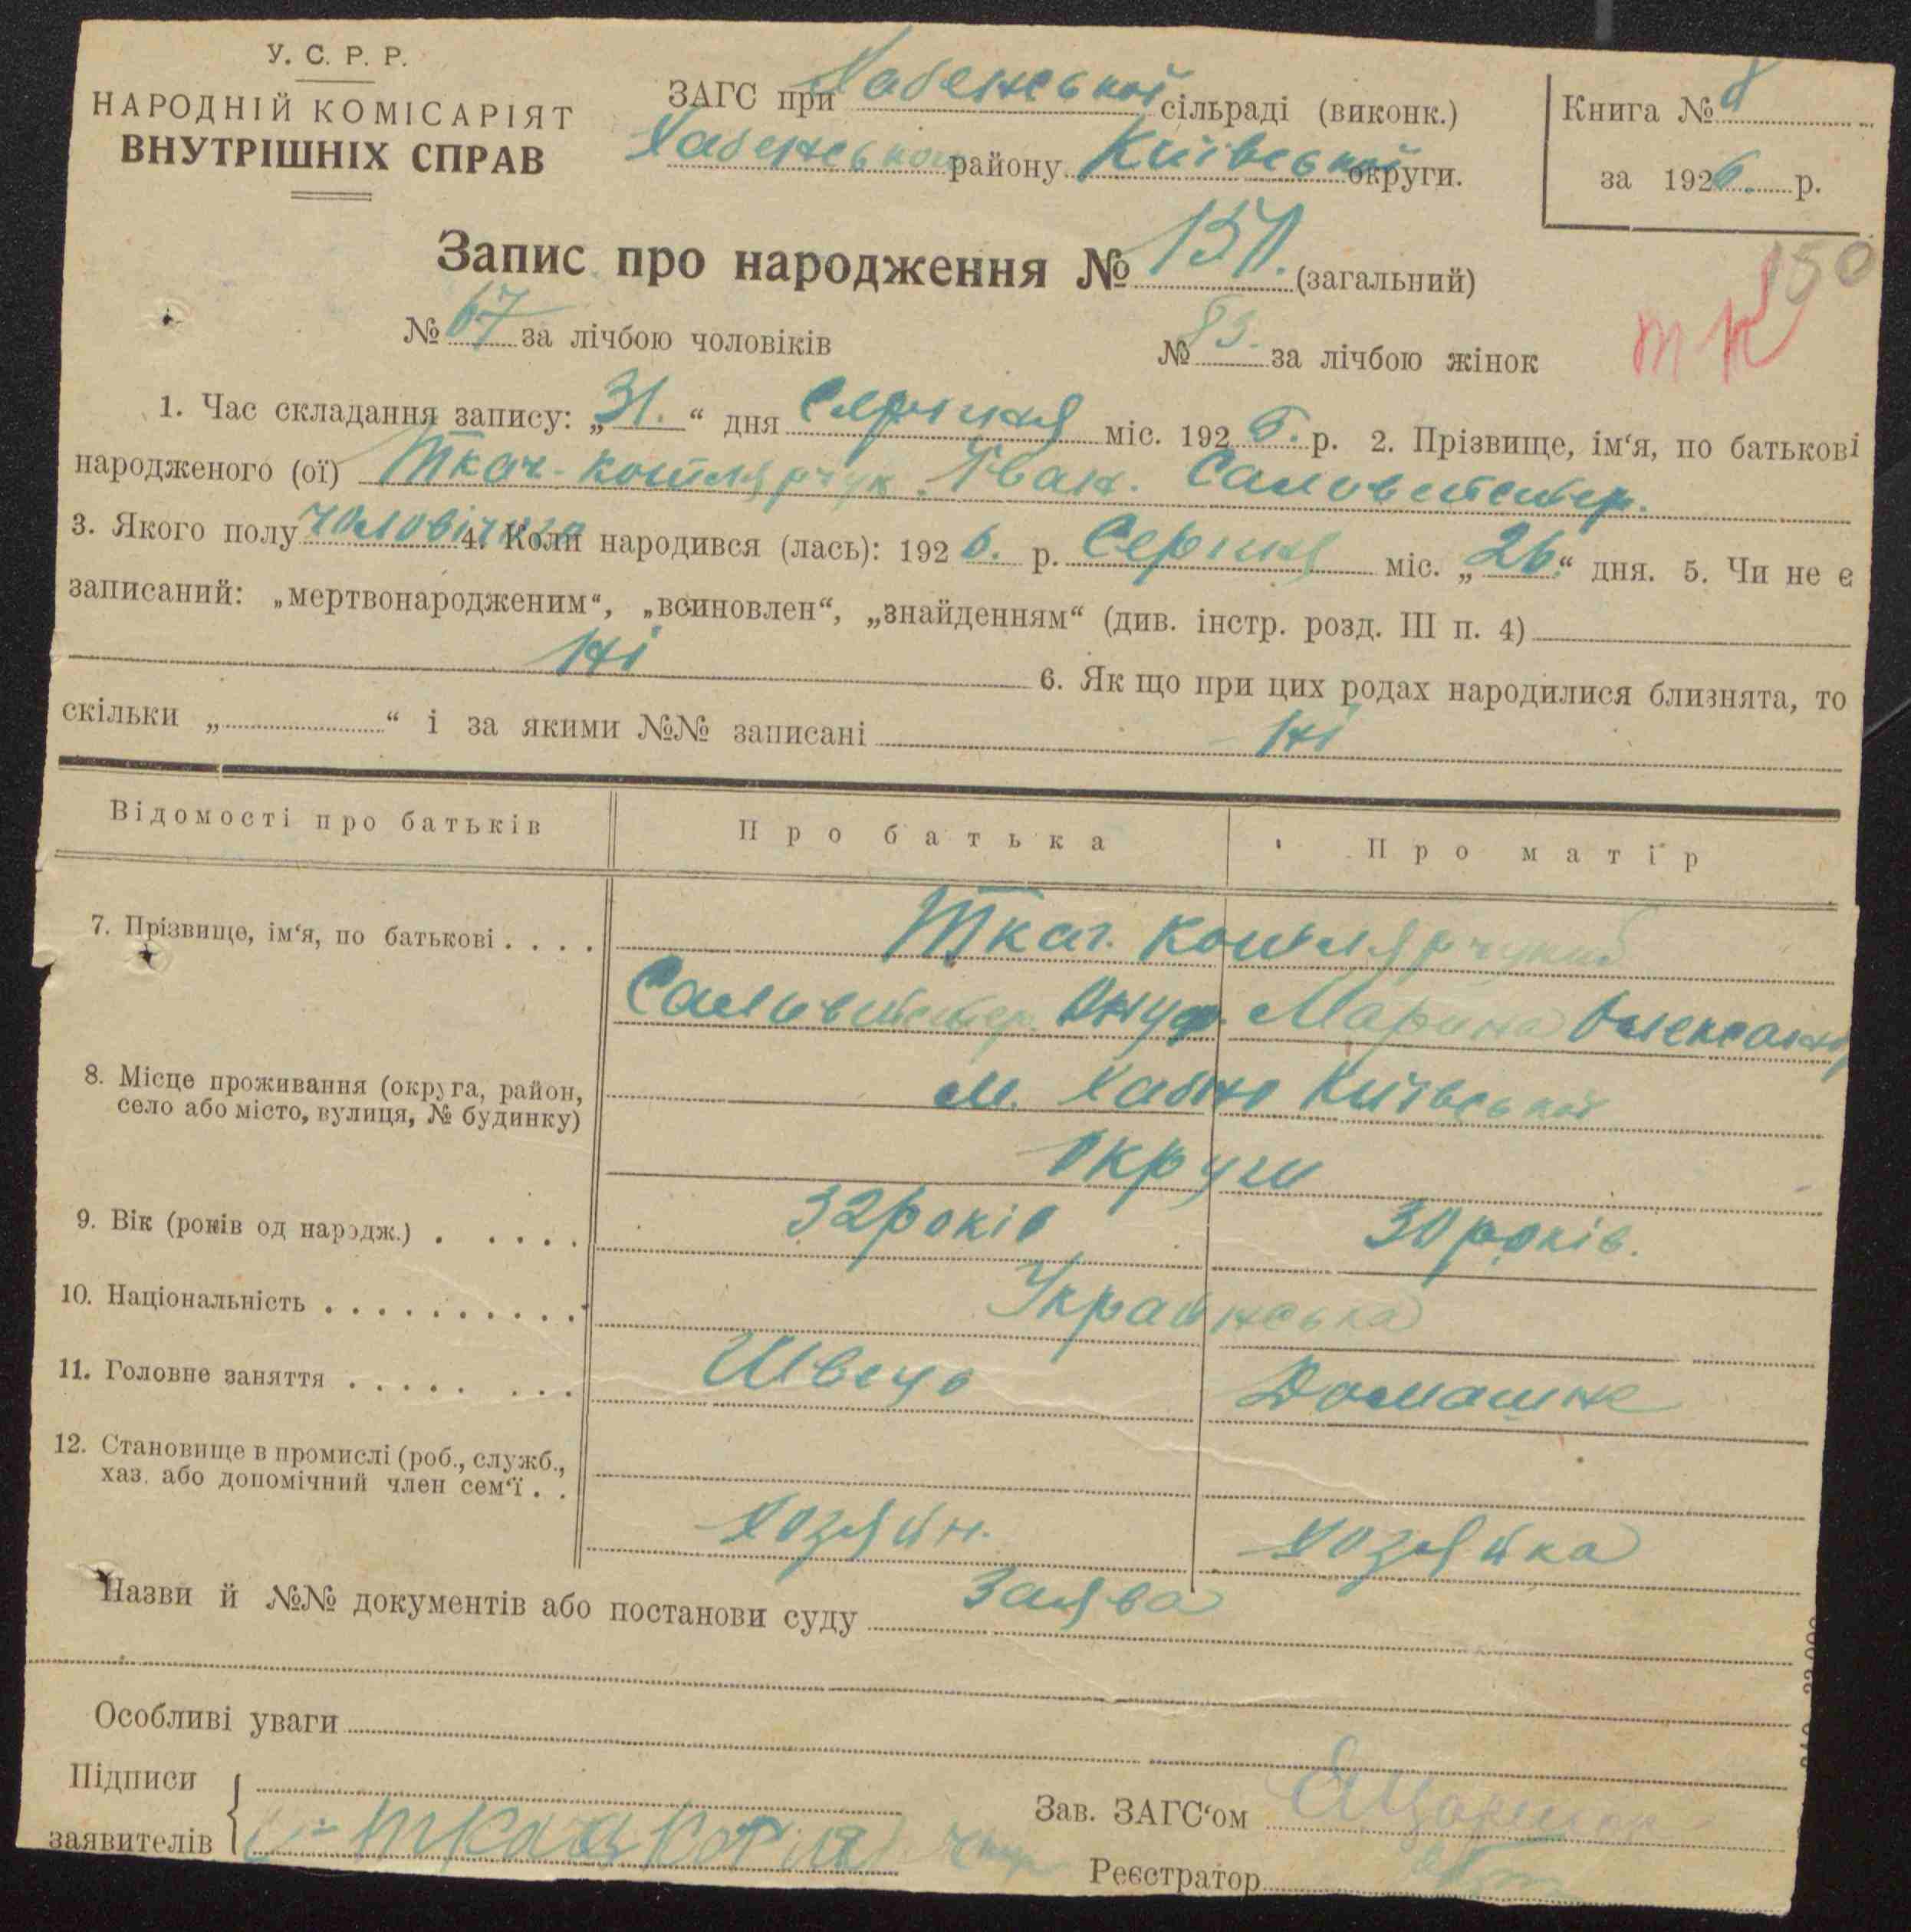 У. С. Р. Р.
НАРОДНІЙ КОМІСАРІЯТ
ВНУТРІШНІХ СПРАВ
ЗАГС при Хабенській сільраді (виконк.)
Хабенського району Київської округи.
Книга №
за 1926. р.
Запис про народження № 150. (загальний)
150
№ 67 за лічбою чоловіків
№ 83. за лічбою жінок
1. Час складання запису: „31.“ дня Серпня міс. 1926. р. 2. Прізвище, ім‘я, по батькові
народженого (ої) Ткач-котлярчук Іван. Самовестер.
3. Якого полу чоловічого 4. Коли народився (лась): 1926. р. Серпня міс. „26.“ дня. 5. Чи не є
записаний: „мертвонародженим“, „всиновлен“, „знайденням“ (див. інстр. розд. III п. 4)
Ні
6. Як що при цих родах народилися близнята, то
скільки „ “ і за якими №№ записані Ні
Відомості про батьків Про батька Про матір
7. Прізвище, ім‘я, по батькові . . . . Ткач. Котлярчуки
Онуф. Марина Олександр
8. Місце проживання (округа, район,
село або місто, вулиця, № будинку)
м. Хабно Київської
Округи
9. Вік (років од народж.) . . . . . 32 років 30 років.
10. Національність . . . . . . . . . . Українська
11. Головне заняття . . . . . . . . Швець Домашнє
12. Становище в промислі (роб., служб.,
хаз. або допомічний член сем‘ї . .
Хозяйн. Хозяйка
Назви й №№ документів або постанови суду Заява
Особливі уваги
Підписи
заявителів
Зав. ЗАГС‘ом
Реєстратор